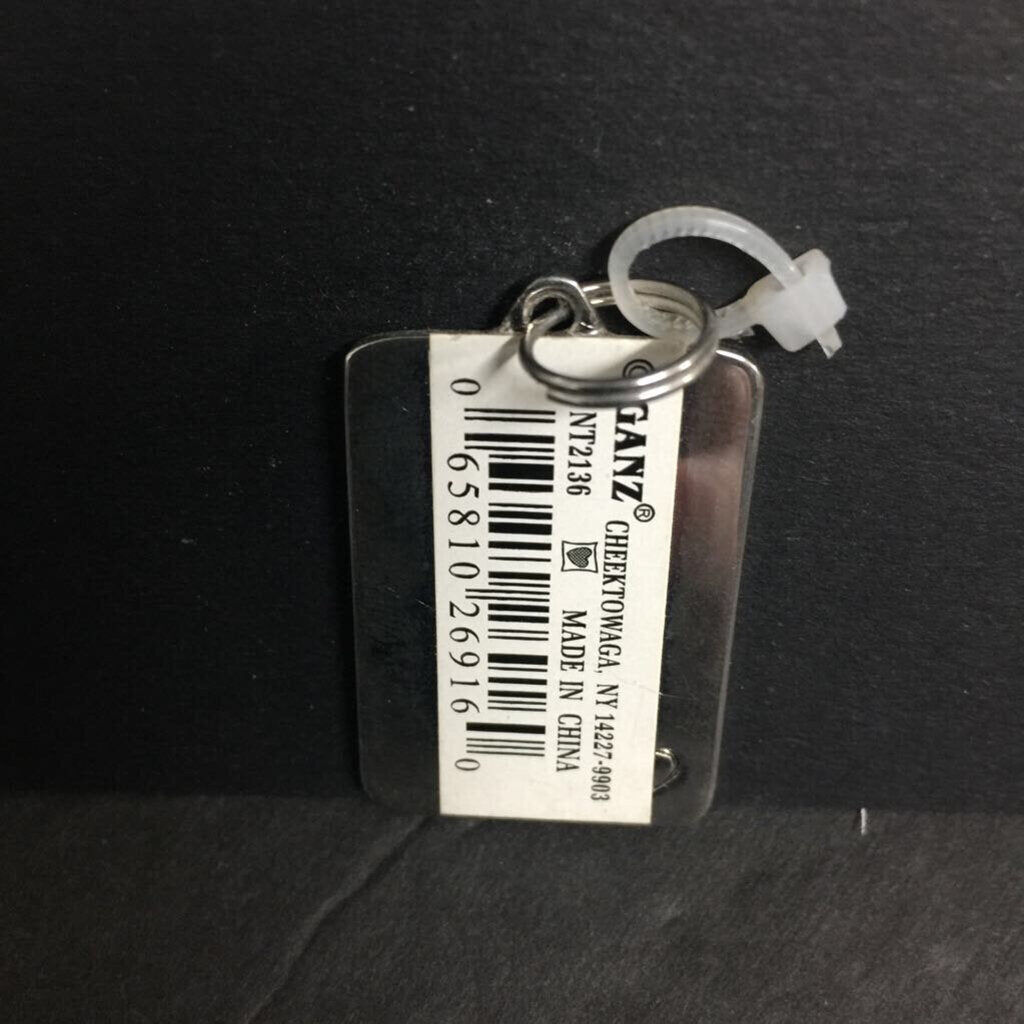 ©GANZ®
CHEEKTOWAGA, NY 14227-9903
NT2136 MADE IN CHINA
0 65810 26916 0